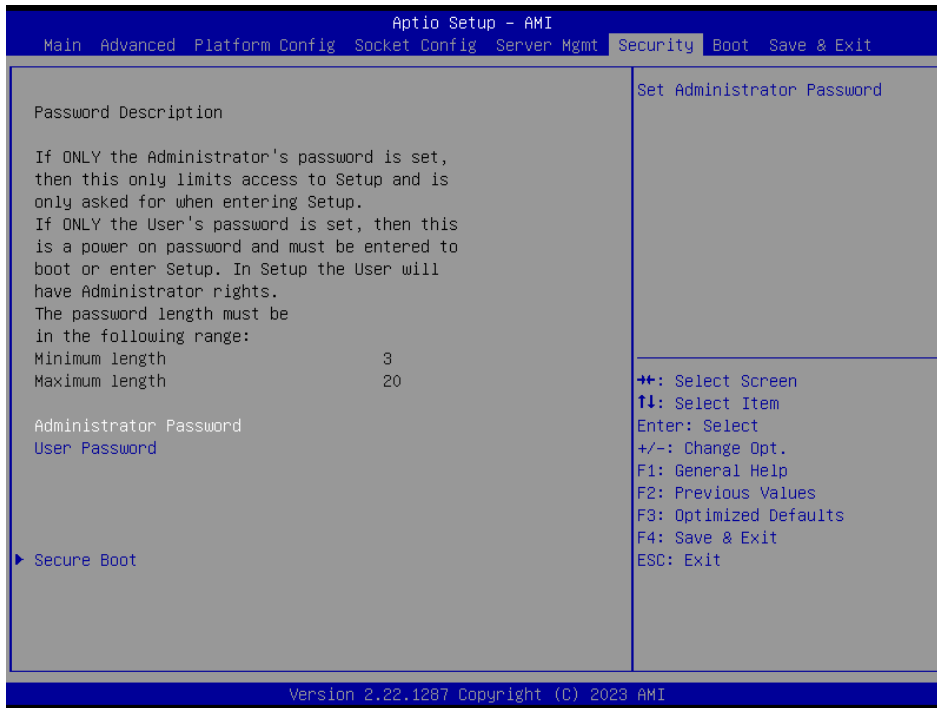 Aptio Setup – AMI
Main Advanced Platform Config Socket Config Server Mgmt Security Boot Save & Exit
Password Description
If ONLY the Administrator's password is set,
then this only limits access to Setup and is
only asked for when entering Setup.
If ONLY the User's password is set, then this
is a power on password and must be entered to
boot or enter Setup. In Setup the User will
have Administrator rights.
The password length must be
in the following range:
Minimum length 3
Maximum length 20
Administrator Password
User Password
▶ Secure Boot
Set Administrator Password
→←: Select Screen
↑↓: Select Item
Enter: Select
+/-: Change Opt.
F1: General Help
F2: Previous Values
F3: Optimized Defaults
F4: Save & Exit
ESC: Exit
Version 2.22.1287 Copyright (C) 2023 AMI